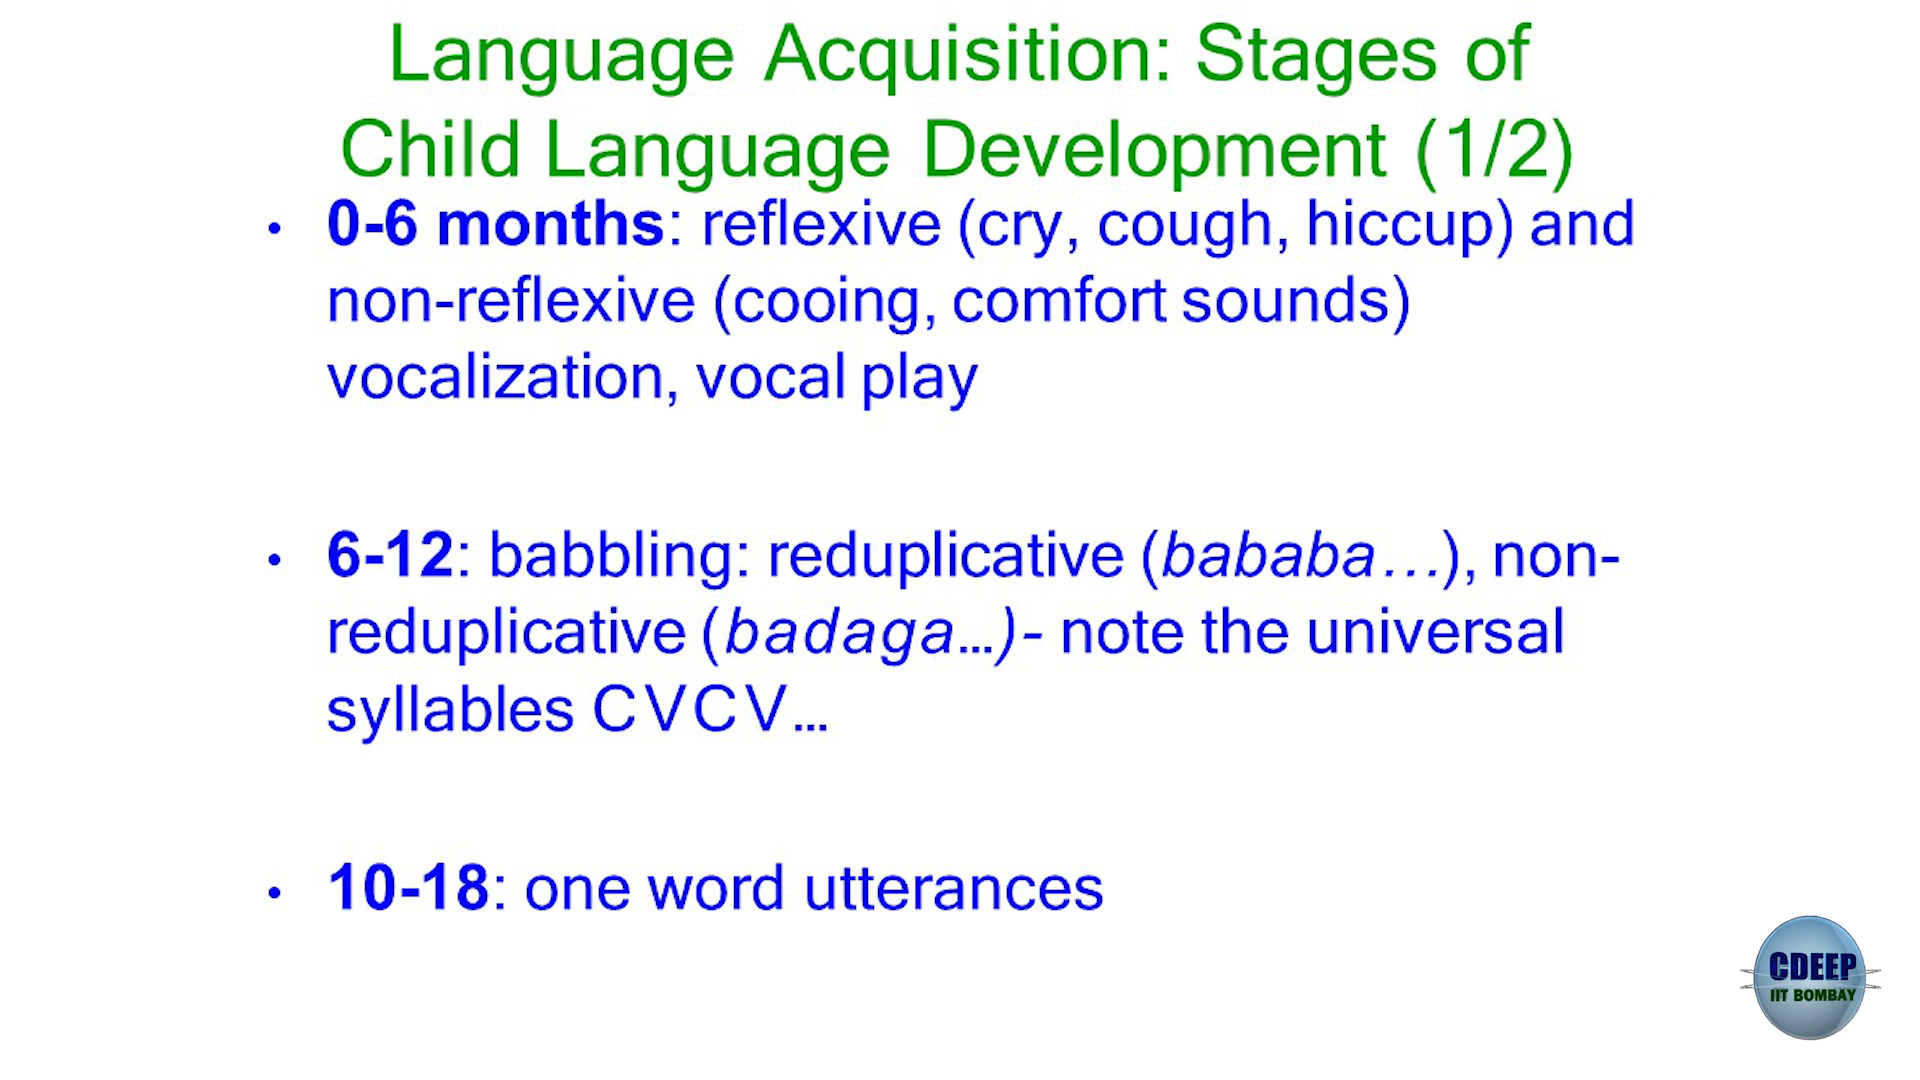 Language Acquisition: Stages of
Child Language Development (1/2)
• 0-6 months: reflexive (cry, cough, hiccup) and
non-reflexive (cooing, comfort sounds)
vocalization, vocal play
• 6-12: babbling: reduplicative (bababa…), non-
reduplicative (badaga…)- note the universal
syllables CVCV…
• 10-18: one word utterances
CDEEP
IIT BOMBAY